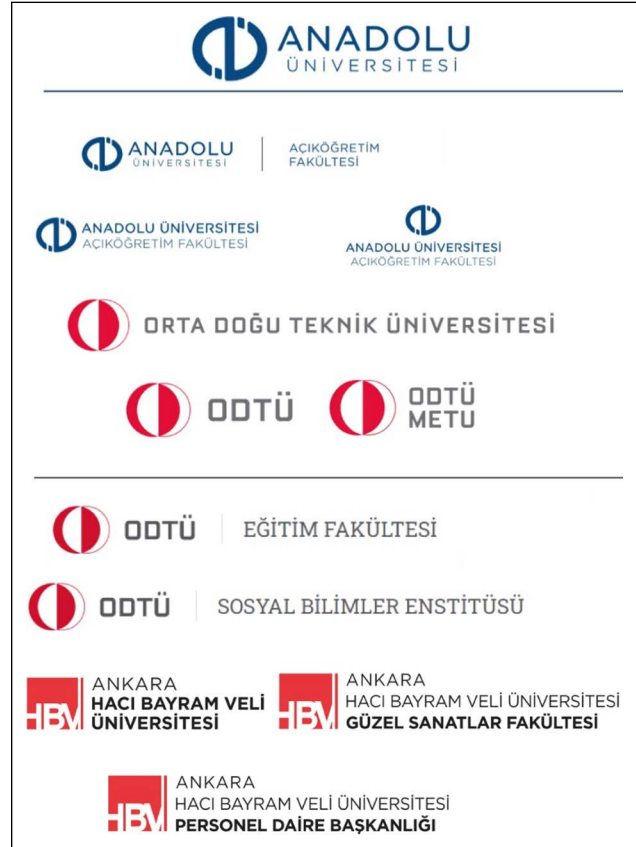 ANADOLU
ÜNİVERSİTESİ
ANADOLU
ÜNİVERSİTESİ
AÇIKÖĞRETİM
FAKÜLTESİ
ANADOLU ÜNİVERSİTESİ
AÇIKÖĞRETİM FAKÜLTESİ
ANADOLU ÜNİVERSİTESİ
AÇIKÖĞRETİM FAKÜLTESİ
ORTA DOĞU TEKNİK ÜNİVERSİTESİ
ODTÜ
ODTÜ
METU
ODTÜ
EĞİTİM FAKÜLTESİ
ODTÜ
SOSYAL BİLİMLER ENSTİTÜSÜ
HBV
ANKARA
HACI BAYRAM VELİ
ÜNİVERSİTESİ
HBV
ANKARA
HACI BAYRAM VELİ ÜNİVERSİTESİ
GÜZEL SANATLAR FAKÜLTESİ
HBV
ANKARA
HACI BAYRAM VELİ ÜNİVERSİTESİ
PERSONEL DAİRE BAŞKANLIĞI